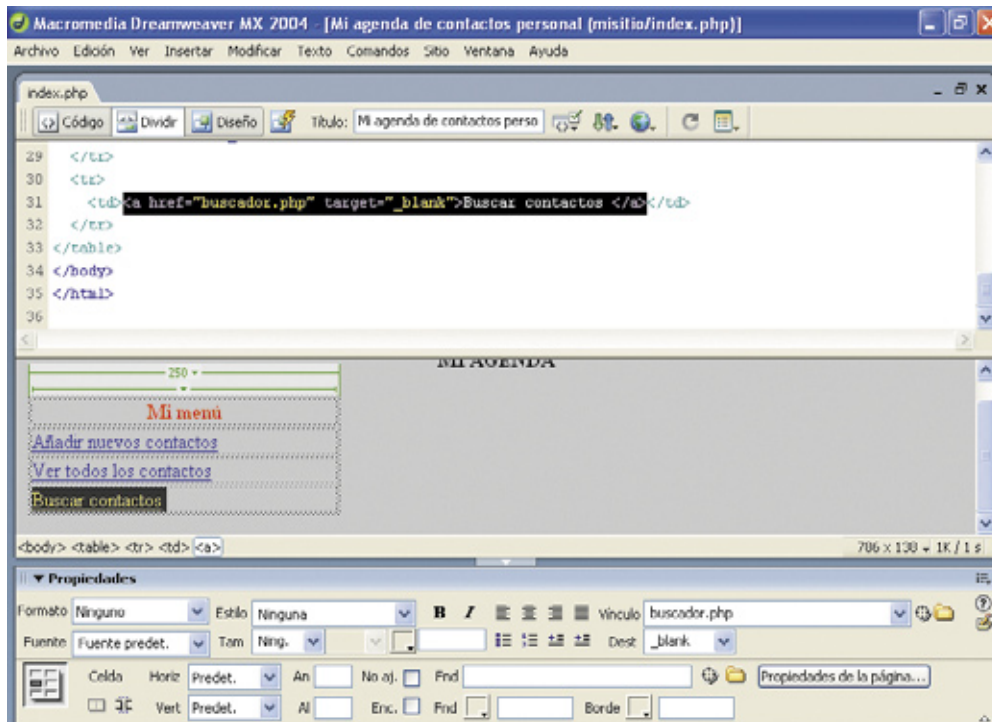 Macromedia Dreamweaver MX 2004 - [Mi agenda de contactos personal (misitio/index.php)]
Archivo Edición Ver Insertar Modificar Texto Comandos Sitio Ventana Ayuda
index.php
Código Dividir Diseño Título: Mi agenda de contactos perso
29 </tr>
30 <tr>
31 <td><a href="buscador.php" target="_blank">Buscar contactos </a></td>
32 </tr>
33 </table>
34 </body>
35 </html>
36
MI AGENDA
250
Mi menú
Añadir nuevos contactos
Ver todos los contactos
Buscar contactos
<body> <table> <tr> <td> <a> 786 x 138 1K / 1 s
Propiedades
Formato Ninguno Estilo Ninguna B I Vínculo buscador.php
Fuente Fuente predet. Tam Ning. Dest _blank
Celda Horiz Predet. An No aj. Fnd Propiedades de la página...
Vert Predet. Al Enc. Fnd Borde